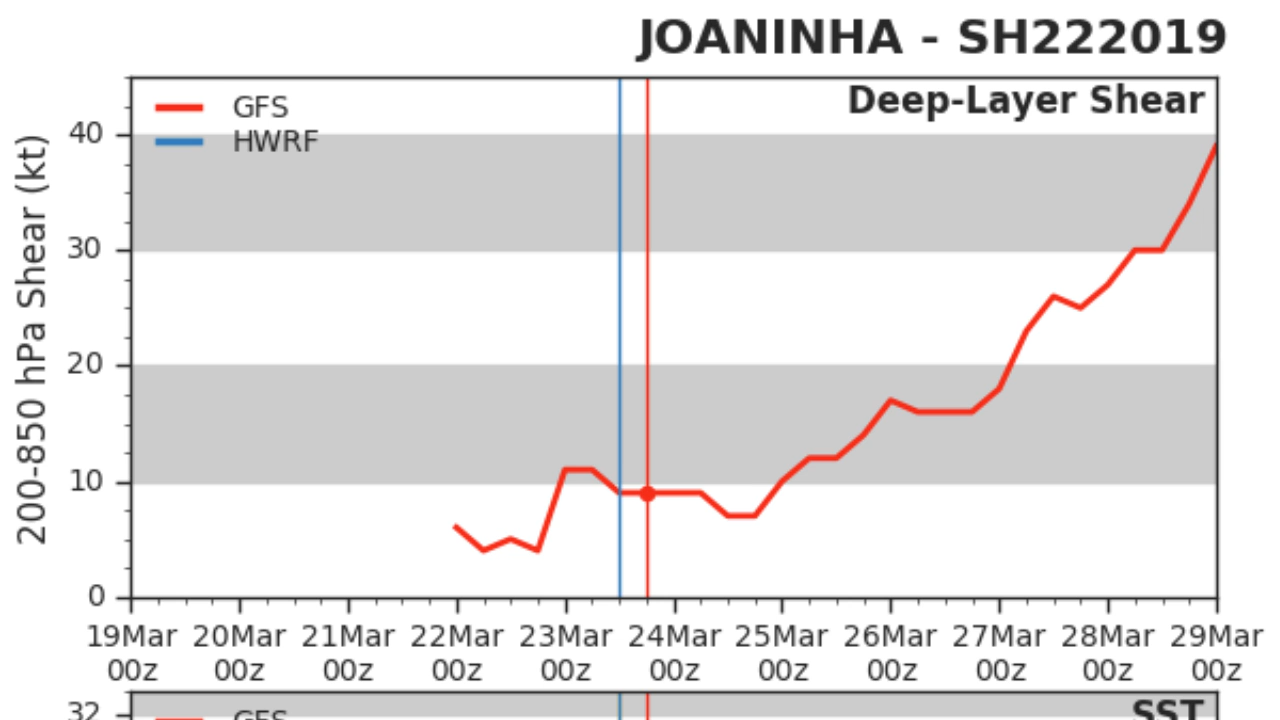 JOANINHA - SH222019
Deep-Layer Shear
GFS
HWRF
200-850 hPa Shear (kt)
40
30
20
10
0
19Mar 20Mar 21Mar 22Mar 23Mar 24Mar 25Mar 26Mar 27Mar 28Mar 29Mar
00z 00z 00z 00z 00z 00z 00z 00z 00z 00z 00z
32
GFS
SST